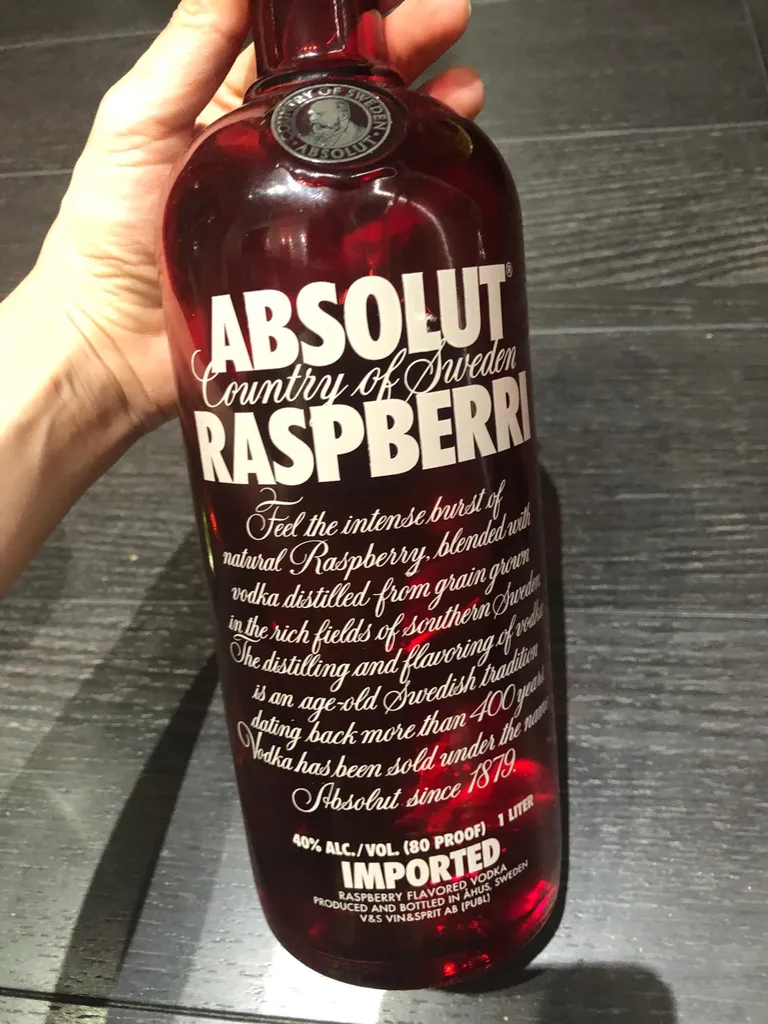 COUNTRY OF SWEDEN · ABSOLUT ·
ABSOLUT®
Country of Sweden
RASPBERRI
Feel the intense burst of
natural Raspberry, blended with
vodka distilled from grain grown
in the rich fields of southern Sweden
The distilling and flavoring of vodka
is an age-old Swedish tradition
dating back more than 400 years
Vodka has been sold under the name
Absolut since 1879.
40% ALC./VOL. (80 PROOF) 1 LITER
IMPORTED
RASPBERRY FLAVORED VODKA
PRODUCED AND BOTTLED IN ÅHUS, SWEDEN
V&S VIN&SPRIT AB (PUBL)